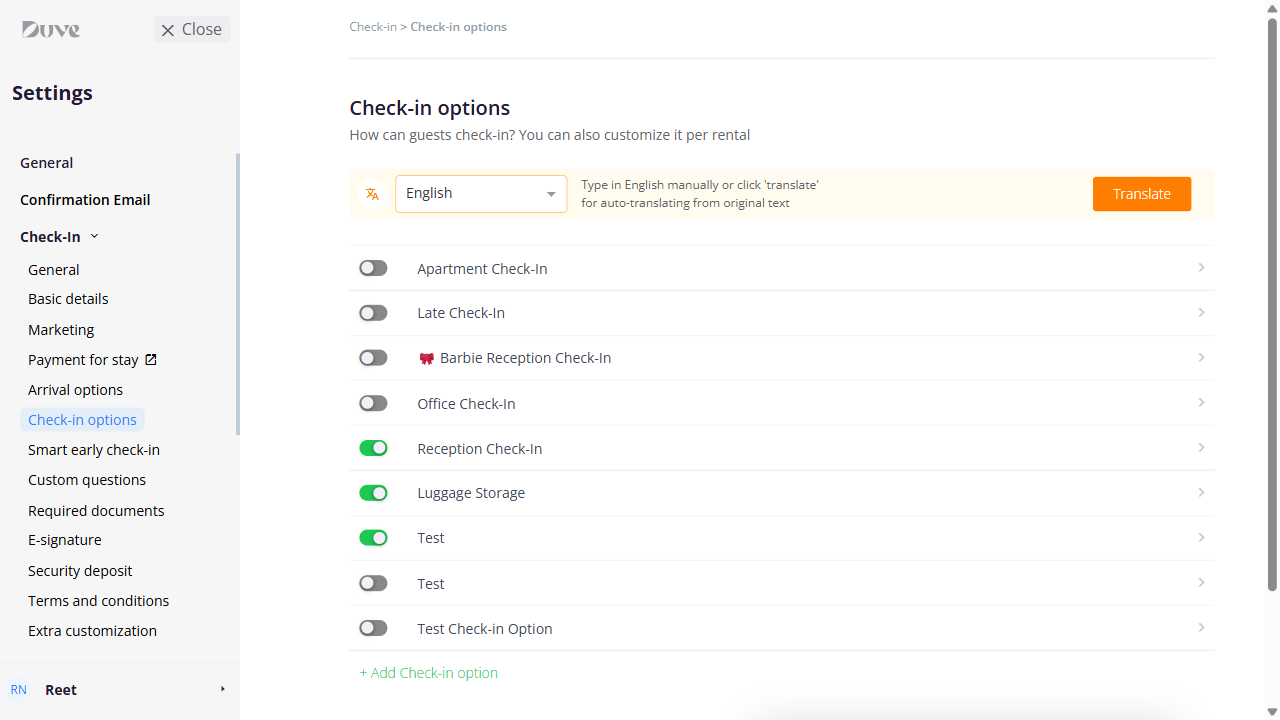 Duve
Close
Settings
General
Confirmation Email
Check-In
General
Basic details
Marketing
Payment for stay
Arrival options
Check-in options
Smart early check-in
Custom questions
Required documents
E-signature
Security deposit
Terms and conditions
Extra customization
RN Reet
Check-in > Check-in options
Check-in options
How can guests check-in? You can also customize it per rental
English
Type in English manually or click 'translate'
for auto-translating from original text
Translate
Apartment Check-In
Late Check-In
🎀 Barbie Reception Check-In
Office Check-In
Reception Check-In
Luggage Storage
Test
Test
Test Check-in Option
+ Add Check-in option